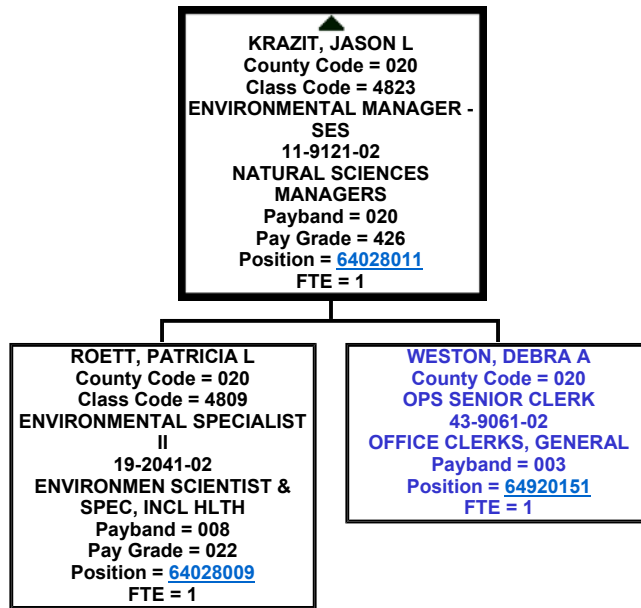 KRAZIT, JASON L
County Code = 020
Class Code = 4823
ENVIRONMENTAL MANAGER -
SES
11-9121-02
NATURAL SCIENCES
MANAGERS
Payband = 020
Pay Grade = 426
Position = 64028011
FTE = 1
ROETT, PATRICIA L
County Code = 020
Class Code = 4809
ENVIRONMENTAL SPECIALIST
II
19-2041-02
ENVIRONMEN SCIENTIST &
SPEC, INCL HLTH
Payband = 008
Pay Grade = 022
Position = 64028009
FTE = 1
WESTON, DEBRA A
County Code = 020
OPS SENIOR CLERK
43-9061-02
OFFICE CLERKS, GENERAL
Payband = 003
Position = 64920151
FTE = 1